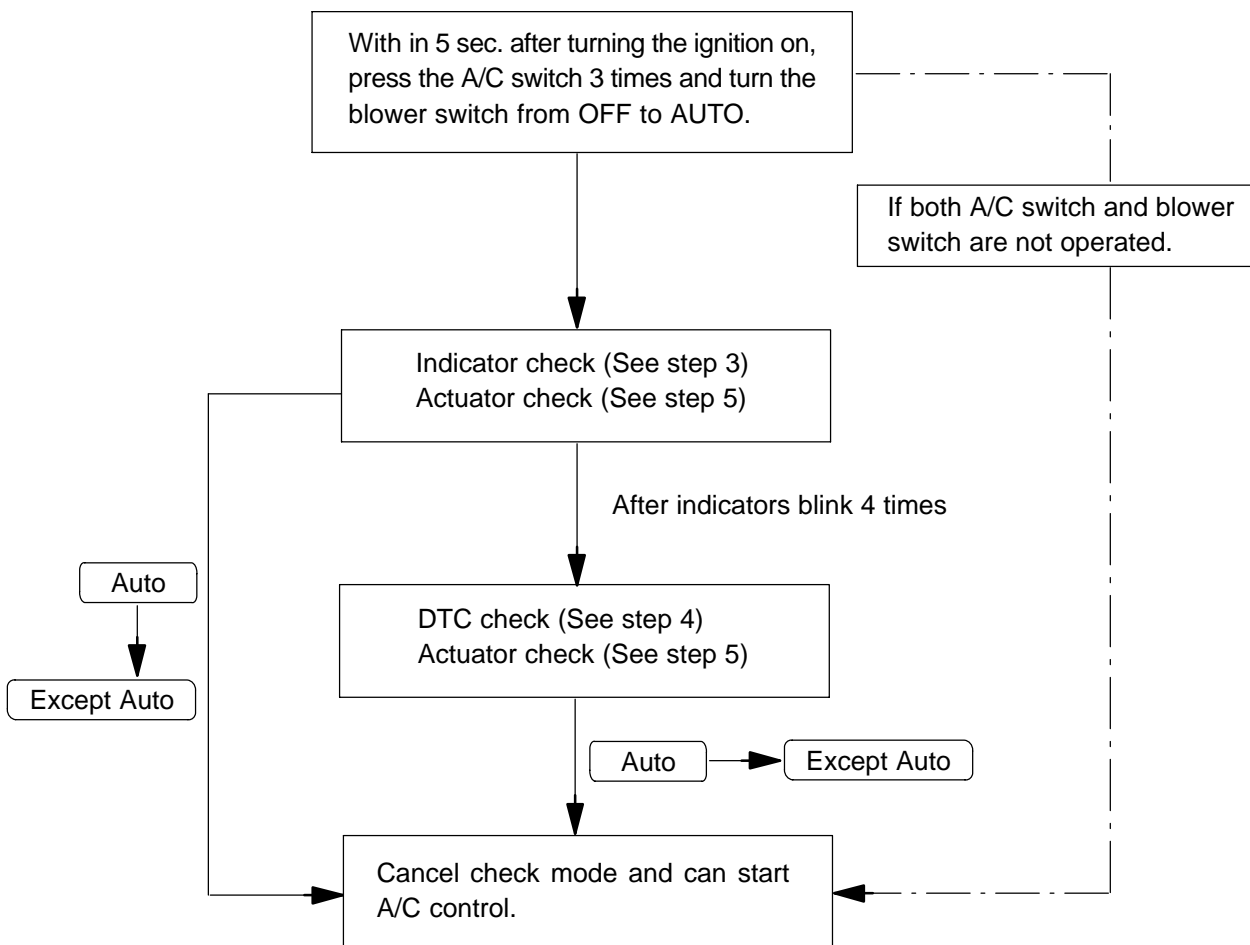 With in 5 sec. after turning the ignition on,
press the A/C switch 3 times and turn the
blower switch from OFF to AUTO.
If both A/C switch and blower
switch are not operated.
Indicator check (See step 3)
Actuator check (See step 5)
After indicators blink 4 times
Auto
Except Auto
DTC check (See step 4)
Actuator check (See step 5)
Auto
Except Auto
Cancel check mode and can start
A/C control.